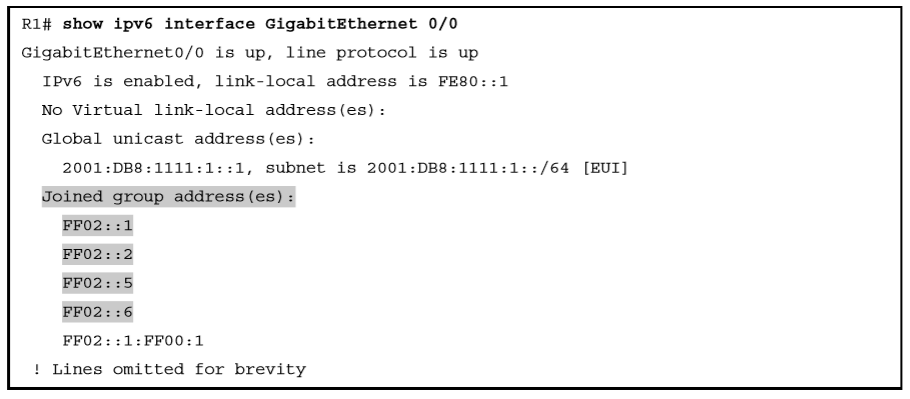 R1# show ipv6 interface GigabitEthernet 0/0
GigabitEthernet0/0 is up, line protocol is up
IPv6 is enabled, link-local address is FE80::1
No Virtual link-local address(es):
Global unicast address(es):
2001:DB8:1111:1::1, subnet is 2001:DB8:1111:1::/64 [EUI]
Joined group address(es):
FF02::1
FF02::2
FF02::5
FF02::6
FF02::1:FF00:1
! Lines omitted for brevity